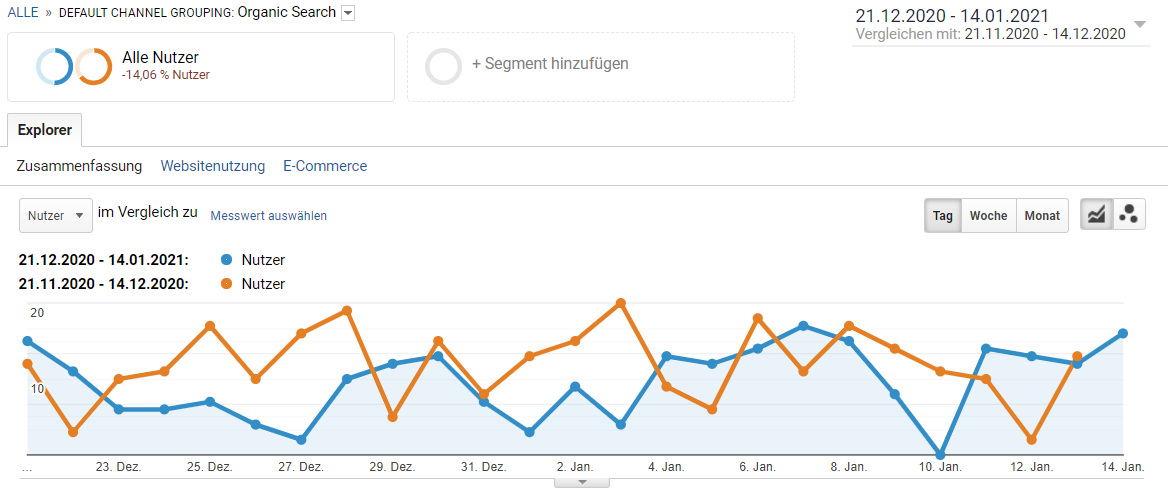 ALLE » DEFAULT CHANNEL GROUPING: Organic Search
21.12.2020 - 14.01.2021
Vergleichen mit: 21.11.2020 - 14.12.2020
Alle Nutzer
-14,06 % Nutzer
+ Segment hinzufügen
Explorer
Zusammenfassung Websitenutzung E-Commerce
Nutzer im Vergleich zu Messwert auswählen
Tag Woche Monat
21.12.2020 - 14.01.2021: Nutzer
21.11.2020 - 14.12.2020: Nutzer
20
10
... 23. Dez. 25. Dez. 27. Dez. 29. Dez. 31. Dez. 2. Jan. 4. Jan. 6. Jan. 8. Jan. 10. Jan. 12. Jan. 14. Jan.